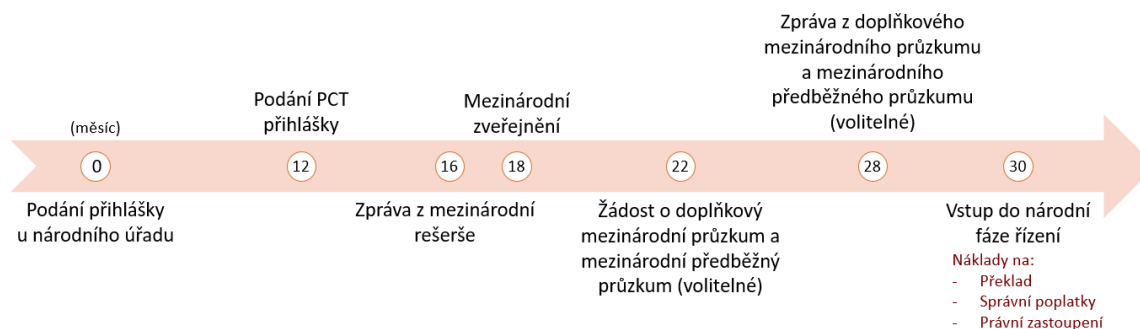 (měsíc)
0
Podání přihlášky
u národního úřadu
Podání PCT
přihlášky
12
16
Zpráva z mezinárodní
rešerše
Mezinárodní
zveřejnění
18
22
Žádost o doplňkový
mezinárodní průzkum a
mezinárodní předběžný
průzkum (volitelné)
Zpráva z doplňkového
mezinárodního průzkumu
a mezinárodního
předběžného průzkumu
(volitelné)
28
30
Vstup do národní
fáze řízení
Náklady na:
- Překlad
- Správní poplatky
- Právní zastoupení